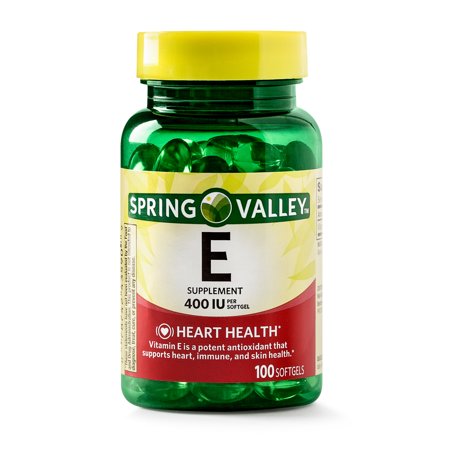 SPRING VALLEY™
E
SUPPLEMENT
400 IU PER SOFTGEL
HEART HEALTH*
Vitamin E is a potent antioxidant that
supports heart, immune, and skin health.*
100 SOFTGELS